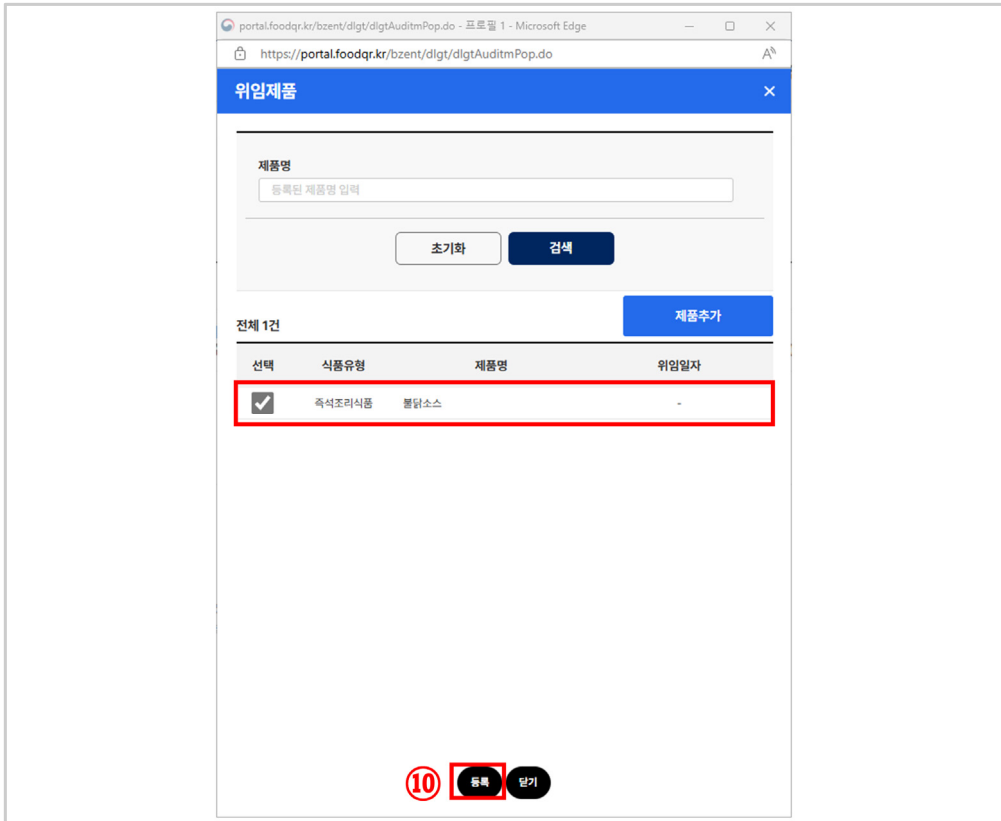 portal.foodqr.kr/bzent/dlgt/dlgtAuditmPop.do - 프로필 1 - Microsoft Edge
https://portal.foodqr.kr/bzent/dlgt/dlgtAuditmPop.do
위임제품
제품명
등록된 제품명 입력
초기화 검색
전체 1건 제품추가
선택 식품유형 제품명 위임일자
즉석조리식품 불닭소스 -
⑩ 등록 닫기